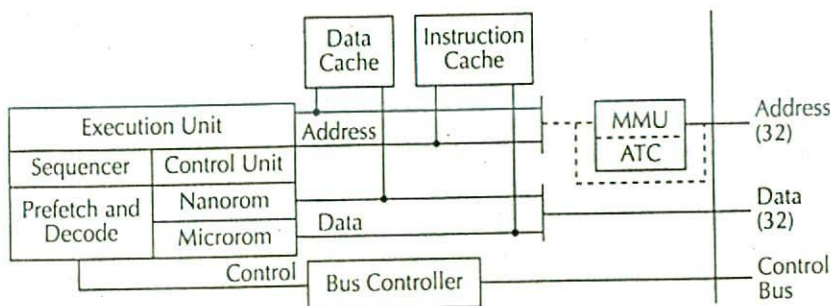 Data
Cache
Instruction
Cache
Execution Unit
Address
MMU
ATC
Address
(32)
Sequencer
Control Unit
Prefetch and
Decode
Nanorom
Microrom
Data
Data
(32)
Control
Bus Controller
Control
Bus